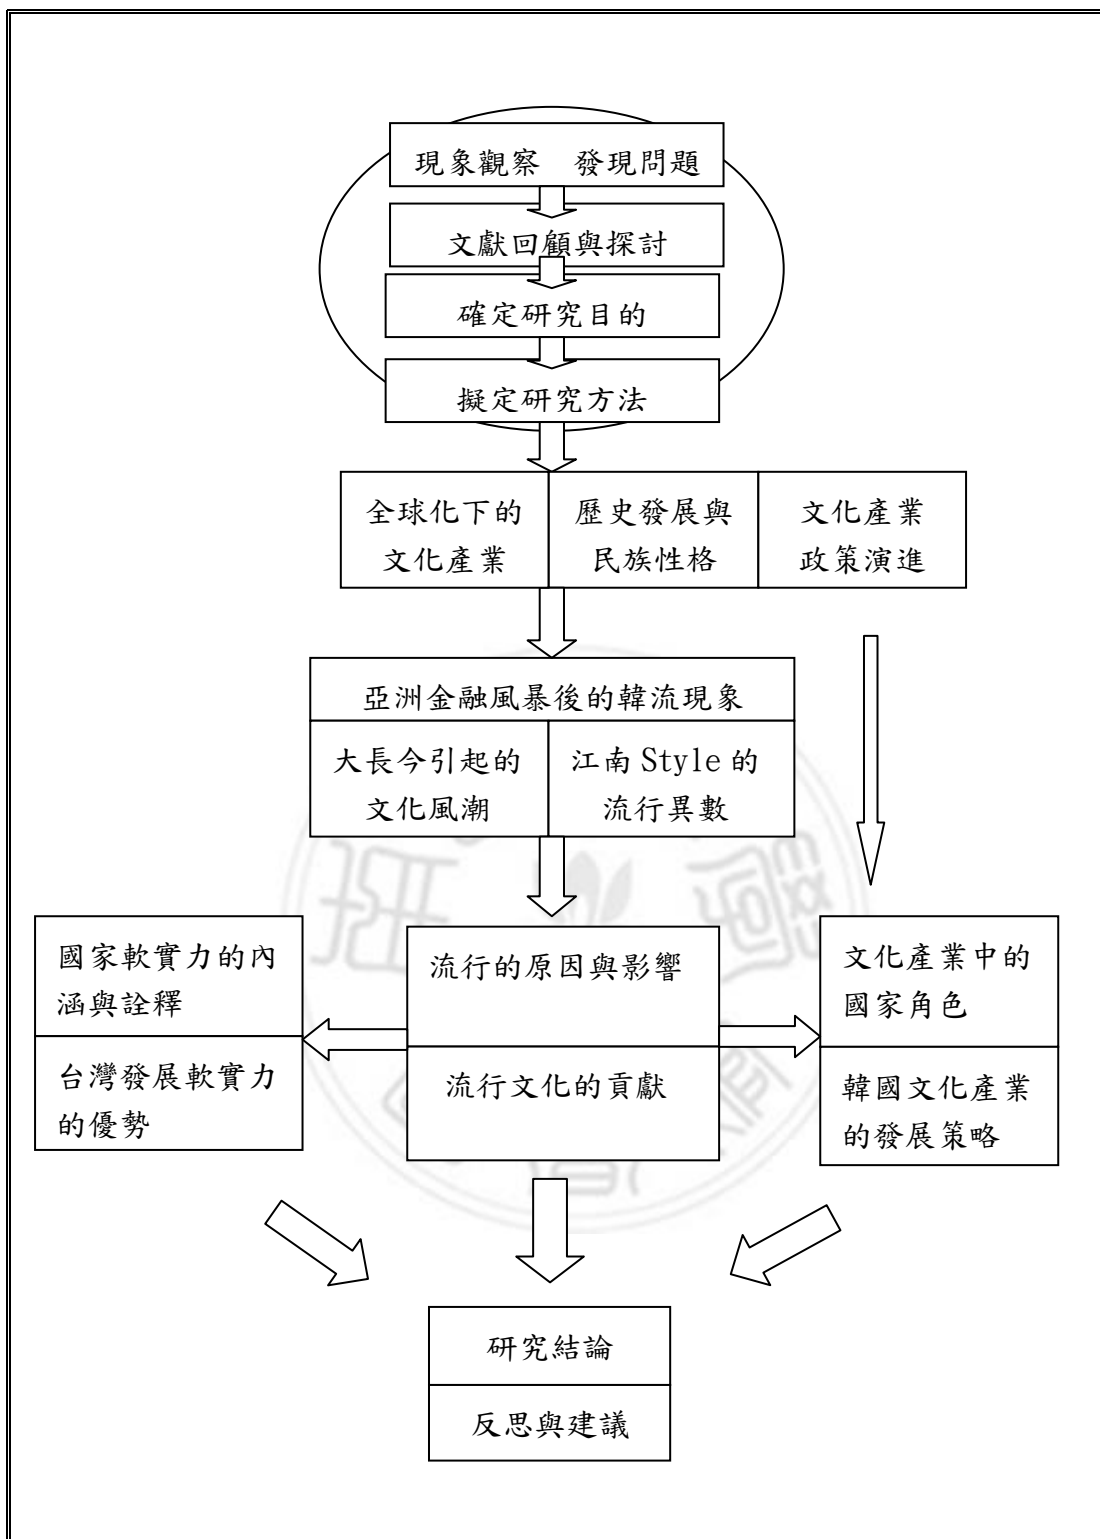 現象觀察　發現問題
文獻回顧與探討
確定研究目的
擬定研究方法
全球化下的
文化產業
歷史發展與
民族性格
文化產業
政策演進
亞洲金融風暴後的韓流現象
大長今引起的
文化風潮
江南 Style 的
流行異數
國家軟實力的內
涵與詮釋
台灣發展軟實力
的優勢
流行的原因與影響
流行文化的貢獻
文化產業中的
國家角色
韓國文化產業
的發展策略
研究結論
反思與建議